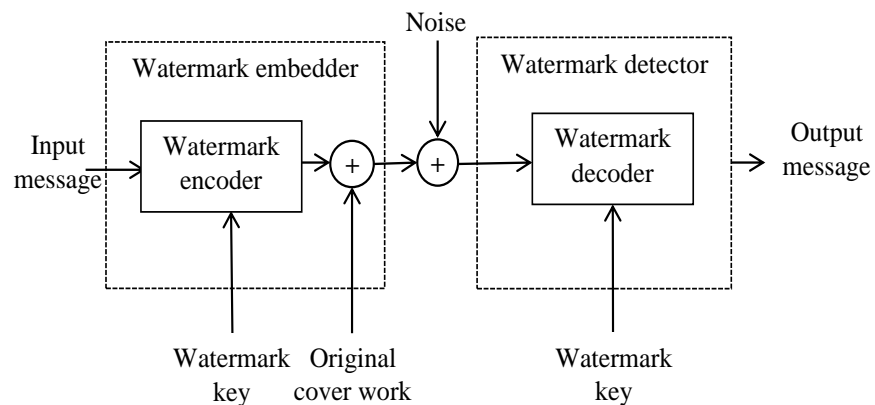 Noise
Watermark embedder
Watermark detector
Input
message
Watermark
encoder
+
+
Watermark
decoder
Output
message
Watermark
key
Original
cover work
Watermark
key